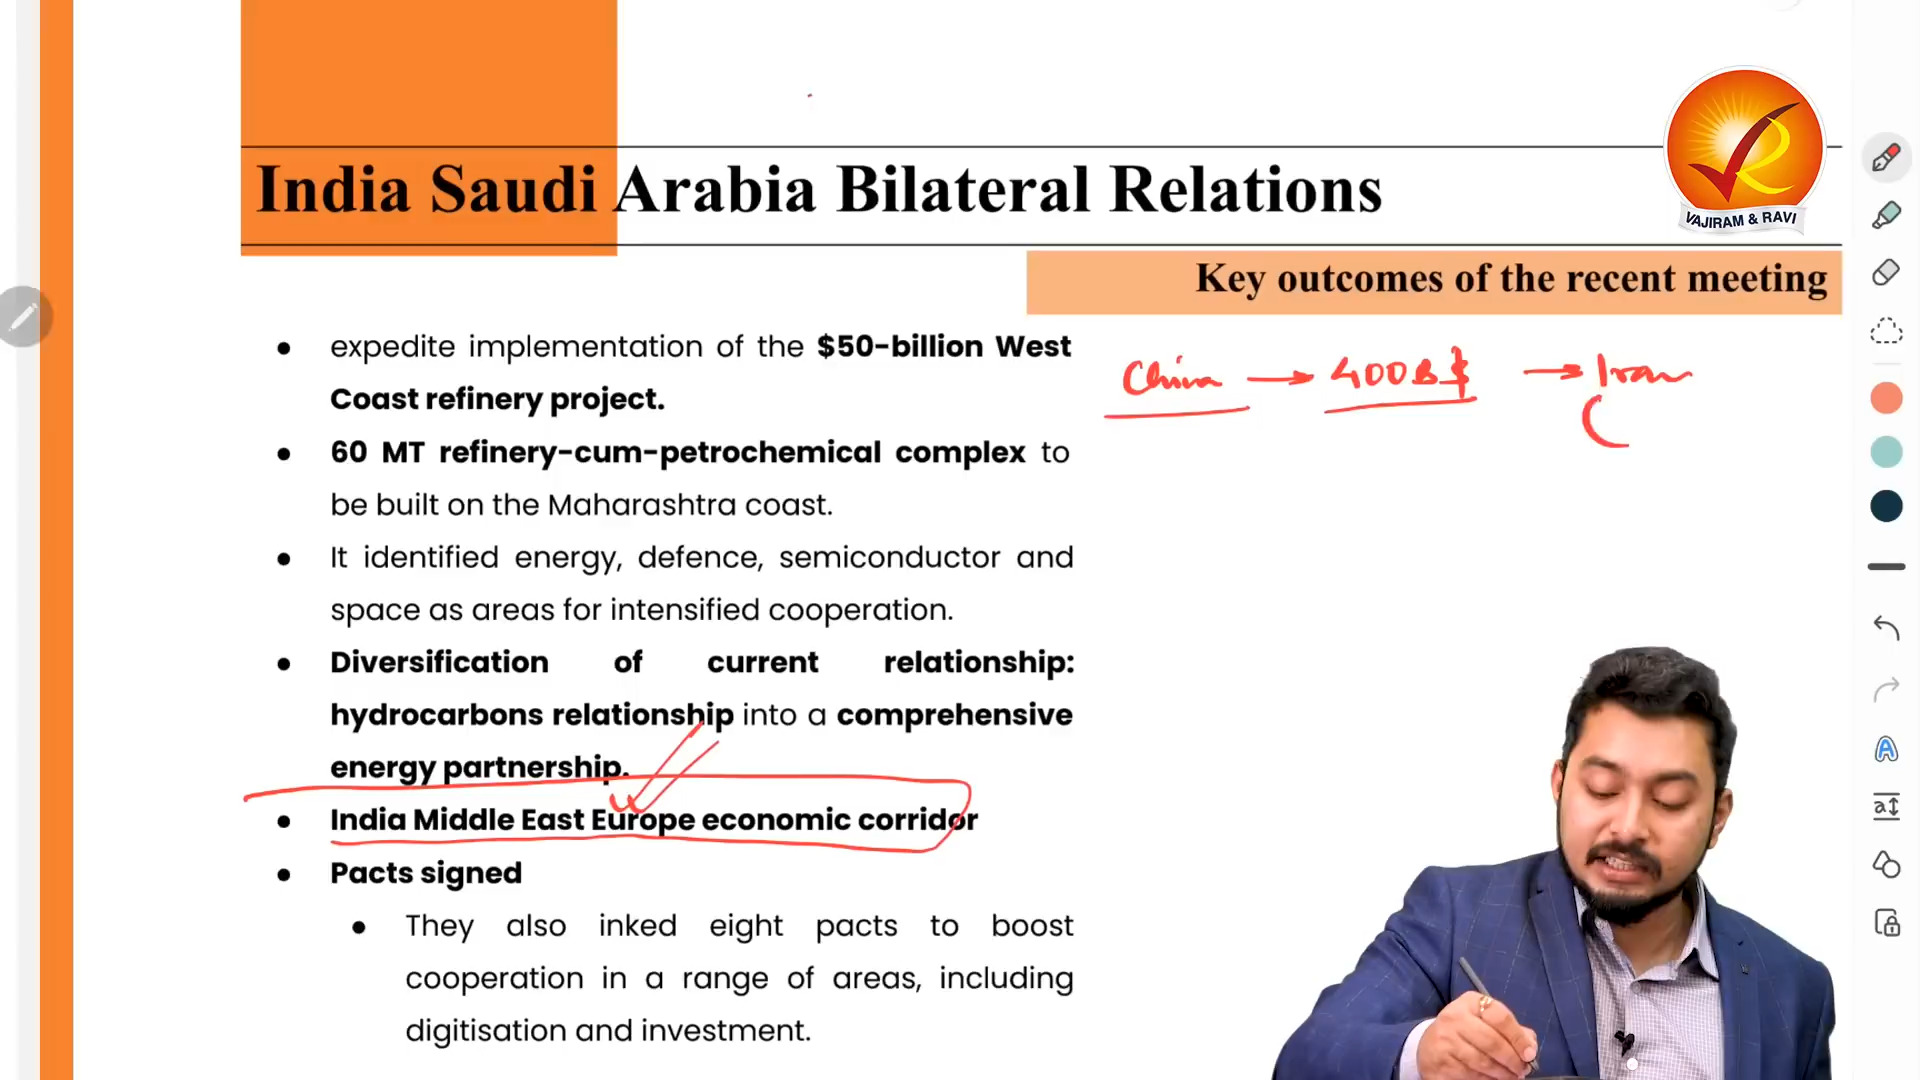 India Saudi Arabia Bilateral Relations
VAJIRAM & RAVI
Key outcomes of the recent meeting
● expedite implementation of the $50-billion West
Coast refinery project.
● 60 MT refinery-cum-petrochemical complex to
be built on the Maharashtra coast.
● It identified energy, defence, semiconductor and
space as areas for intensified cooperation.
● Diversification of current relationship:
hydrocarbons relationship into a comprehensive
energy partnership.
● India Middle East Europe economic corridor
● Pacts signed
● They also inked eight pacts to boost
cooperation in a range of areas, including
digitisation and investment.
China → 400B$ → Iran